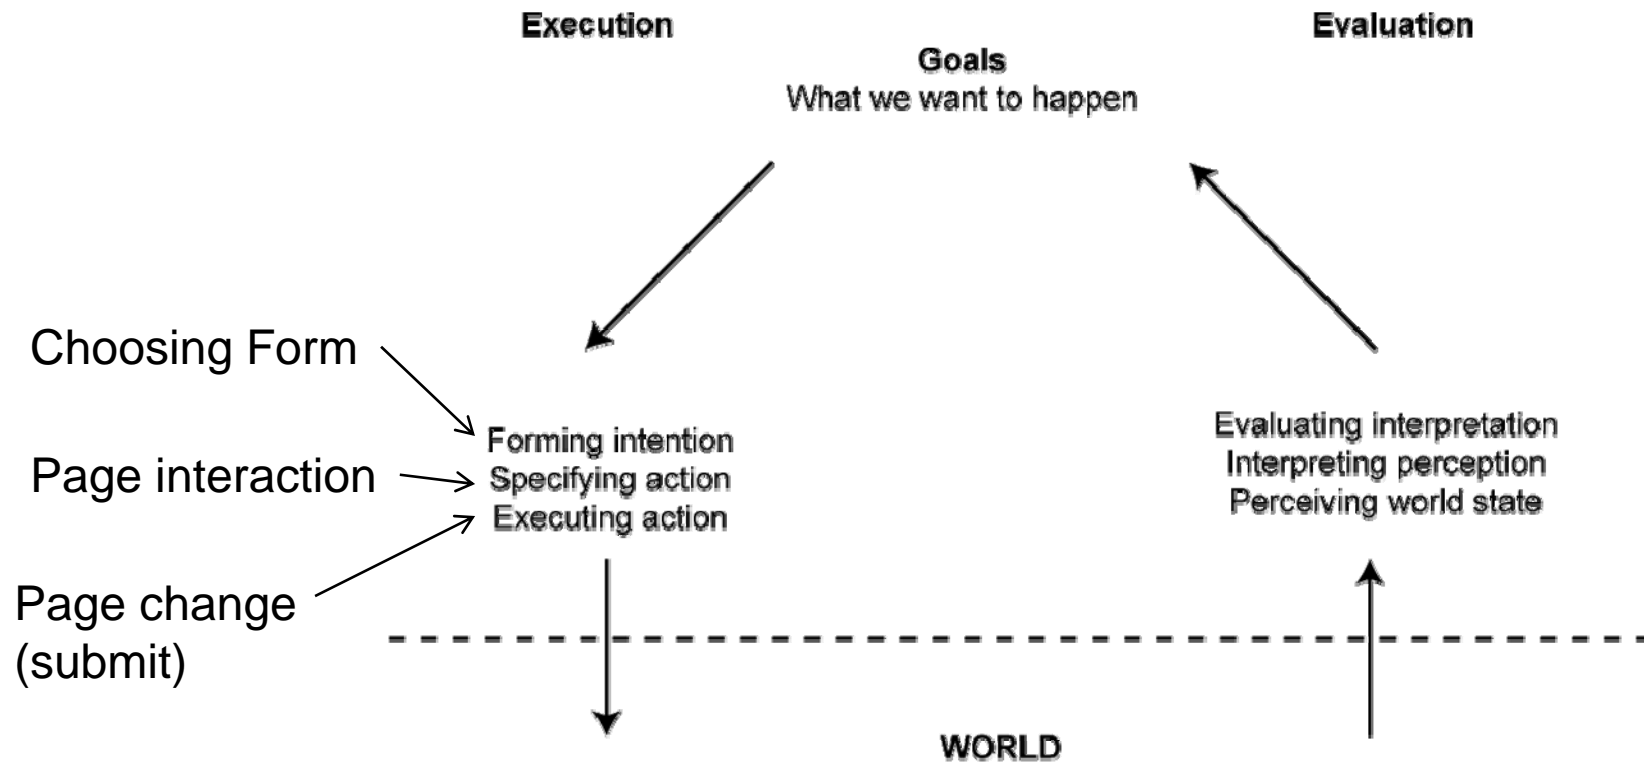 Execution
Evaluation
Goals
What we want to happen
Choosing Form
Page interaction
Page change
(submit)
Forming intention
Specifying action
Executing action
Evaluating interpretation
Interpreting perception
Perceiving world state
WORLD